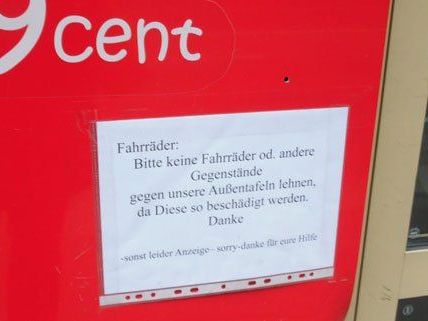 9 cent
Fahrräder:
Bitte keine Fahrräder od. andere
Gegenstände
gegen unsere Außentafeln lehnen,
da Diese so beschädigt werden.
Danke
-sonst leider Anzeige– sorry-danke für eure Hilfe